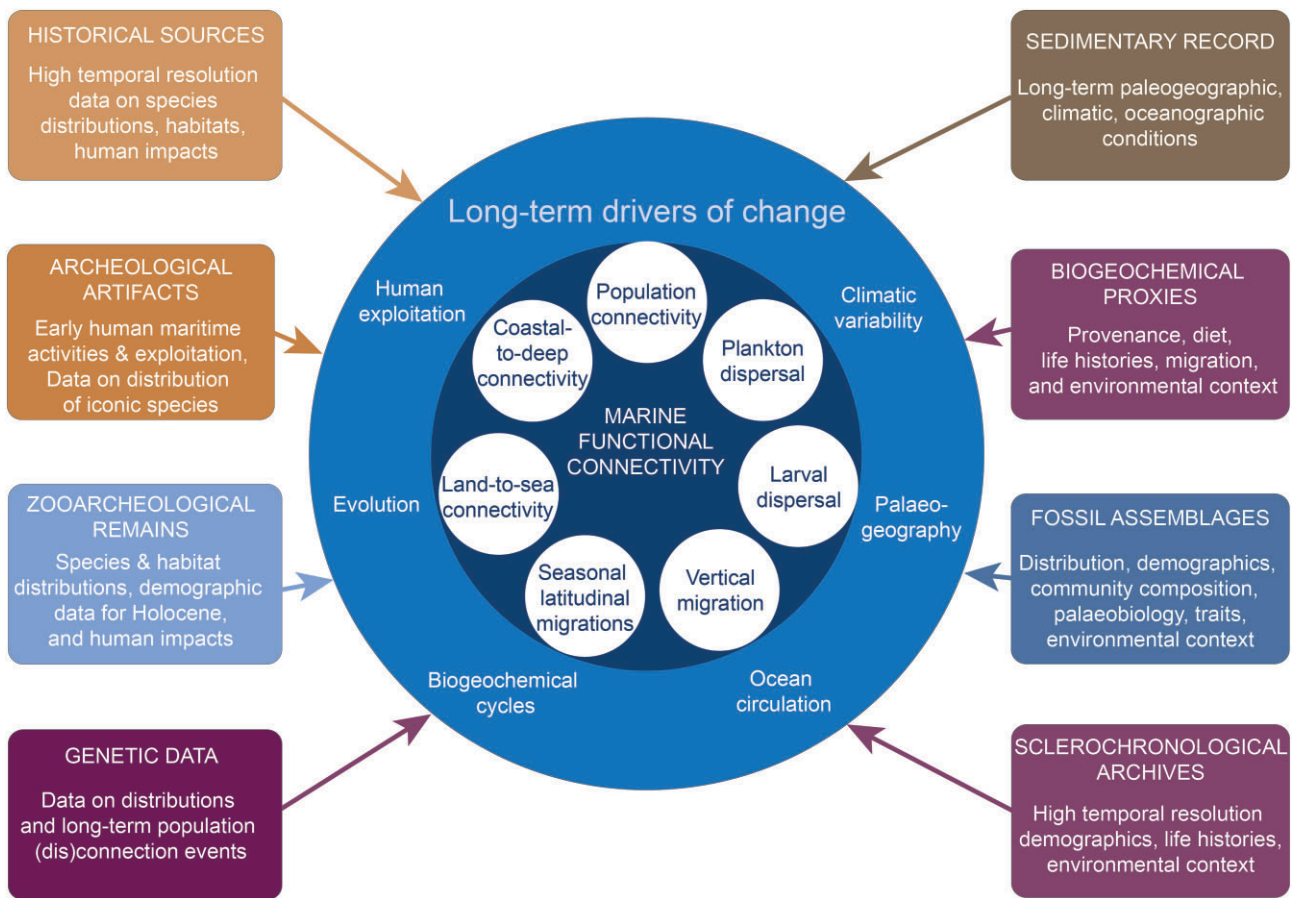 HISTORICAL SOURCES
High temporal resolution
data on species
distributions, habitats,
human impacts
ARCHEOLOGICAL
ARTIFACTS
Early human maritime
activities & exploitation,
Data on distribution
of iconic species
ZOOARCHEOLOGICAL
REMAINS
Species & habitat
distributions, demographic
data for Holocene,
and human impacts
GENETIC DATA
Data on distributions
and long-term population
(dis)connection events
Long-term drivers of change
Human
exploitation
Climatic
variability
Evolution
Palaeo-
geography
Biogeochemical
cycles
Ocean
circulation
Population
connectivity
Coastal-
to-deep
connectivity
Plankton
dispersal
MARINE
FUNCTIONAL
CONNECTIVITY
Land-to-sea
connectivity
Larval
dispersal
Seasonal
latitudinal
migrations
Vertical
migration
SEDIMENTARY RECORD
Long-term paleogeographic,
climatic, oceanographic
conditions
BIOGEOCHEMICAL
PROXIES
Provenance, diet,
life histories, migration,
and environmental context
FOSSIL ASSEMBLAGES
Distribution, demographics,
community composition,
palaeobiology, traits,
environmental context
SCLEROCHRONOLOGICAL
ARCHIVES
High temporal resolution
demographics, life histories,
environmental context